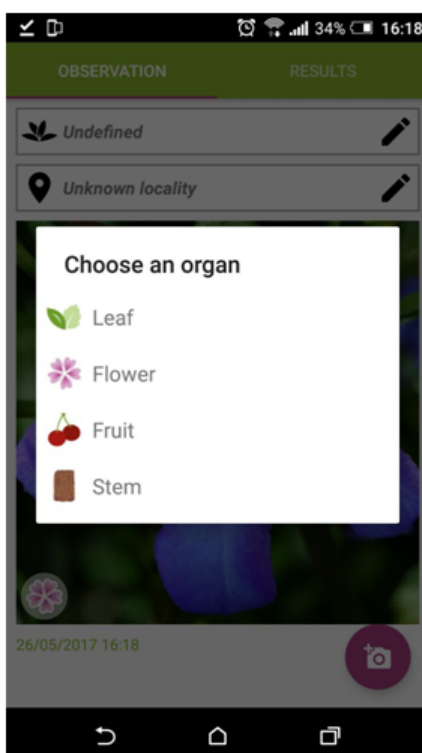 34% 16:18
OBSERVATION RESULTS
Undefined
Unknown locality
Choose an organ
Leaf
Flower
Fruit
Stem
26/05/2017 16:18